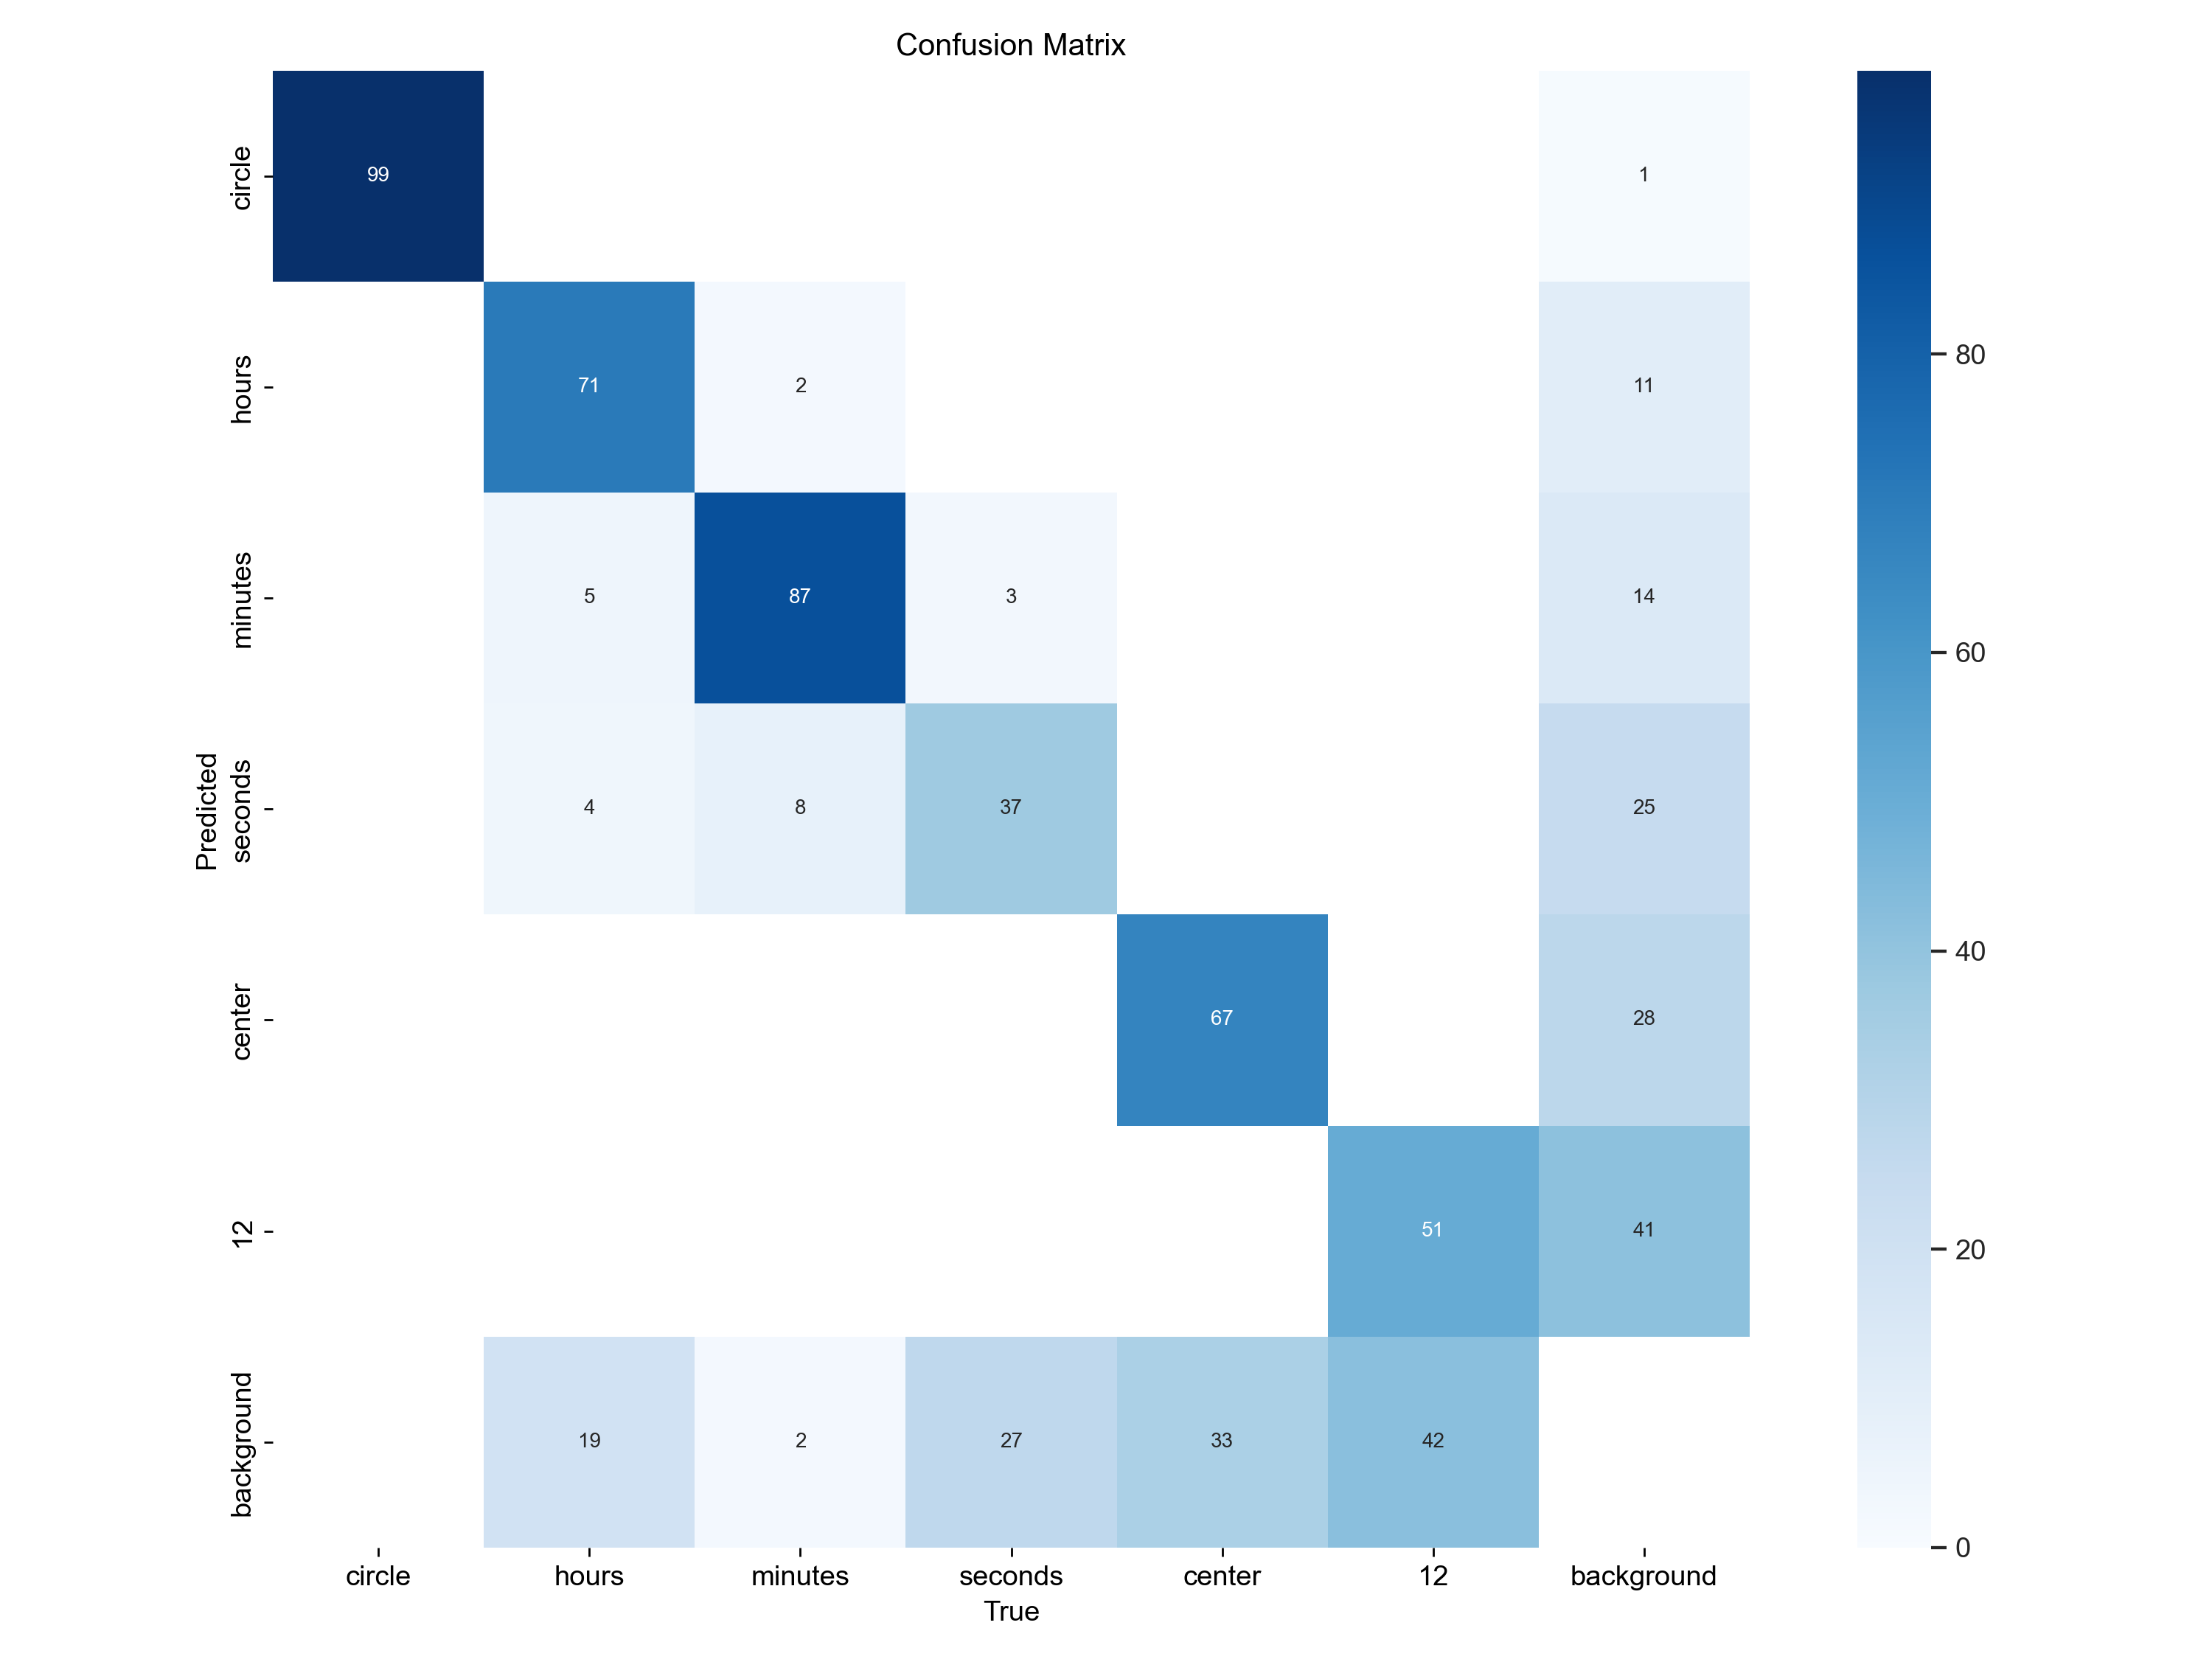 Confusion Matrix
circle
99
1
hours
71
2
11
80
minutes
5
87
3
14
60
Predicted
seconds
4
8
37
25
center
67
28
40
12
51
41
20
background
19
2
27
33
42
0
circle hours minutes seconds center 12 background
True